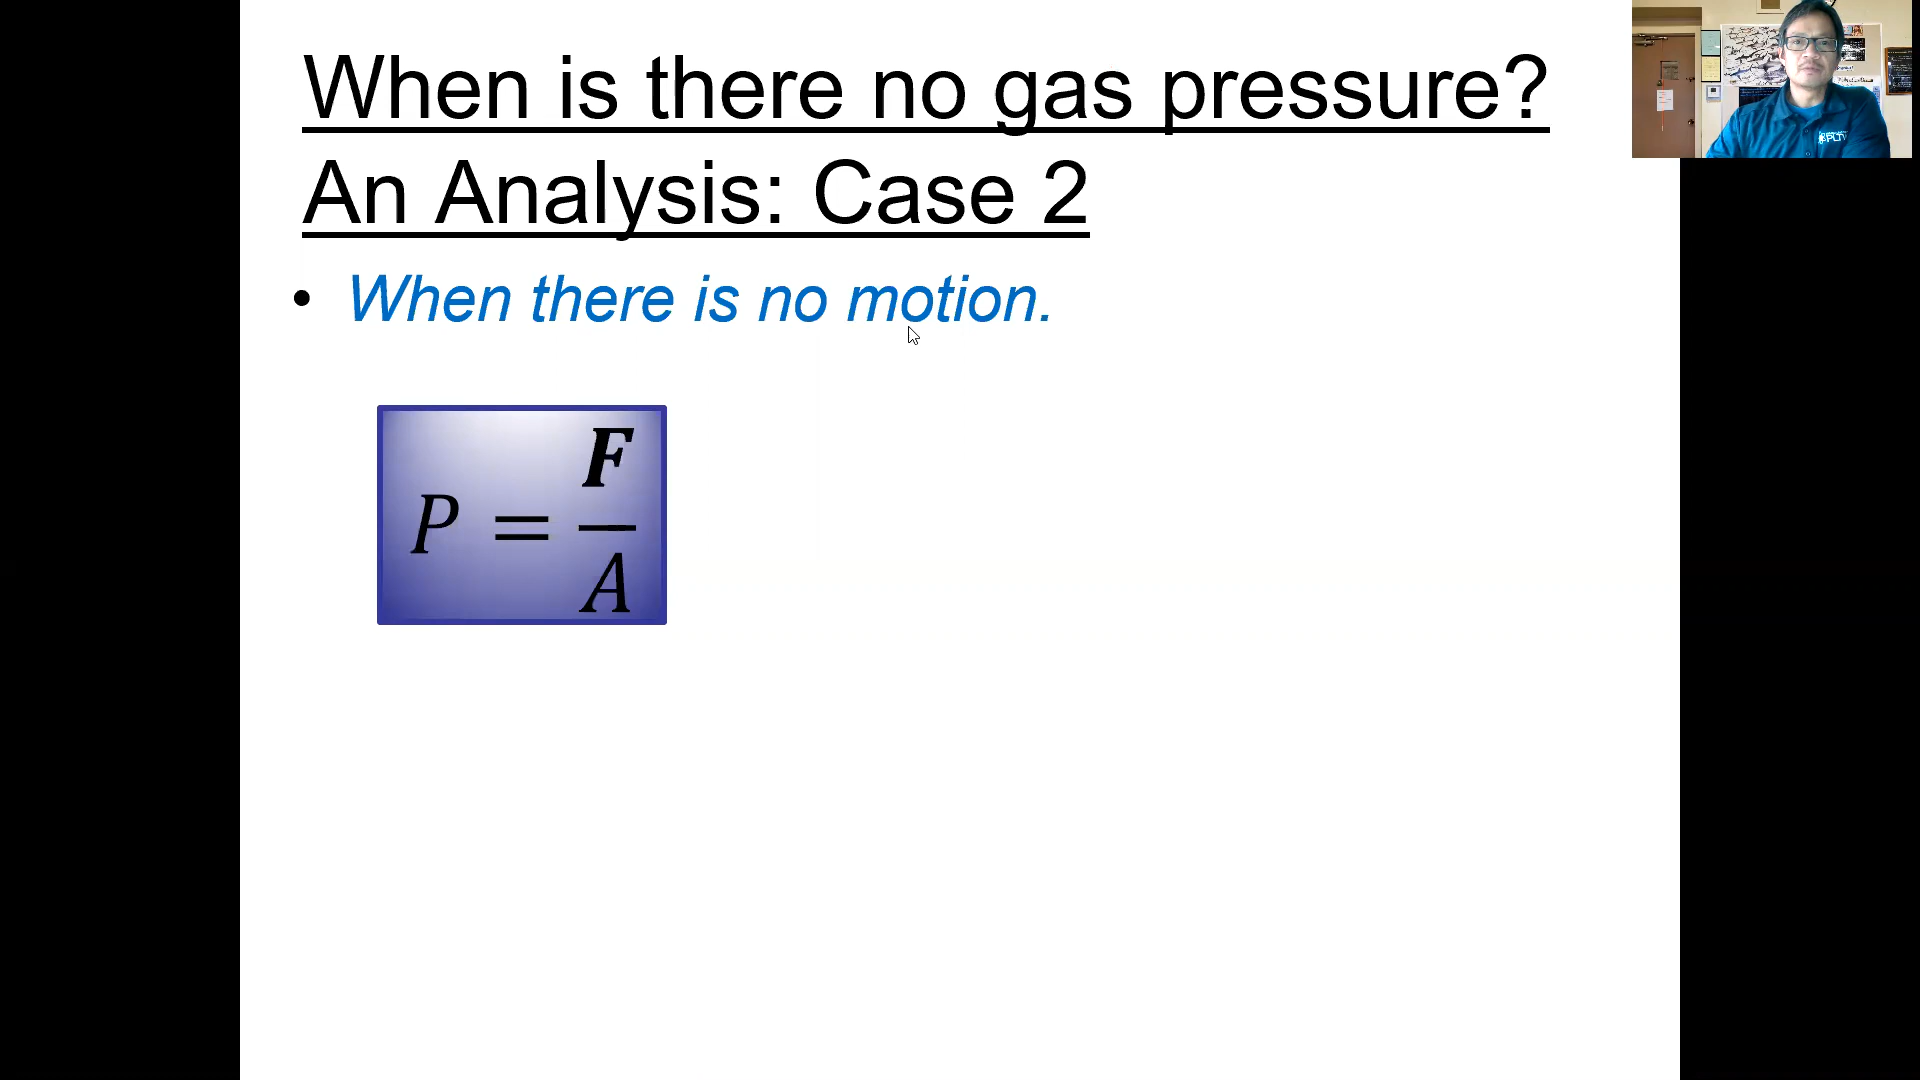 When is there no gas pressure?
An Analysis: Case 2
• When there is no motion.
P = F/A